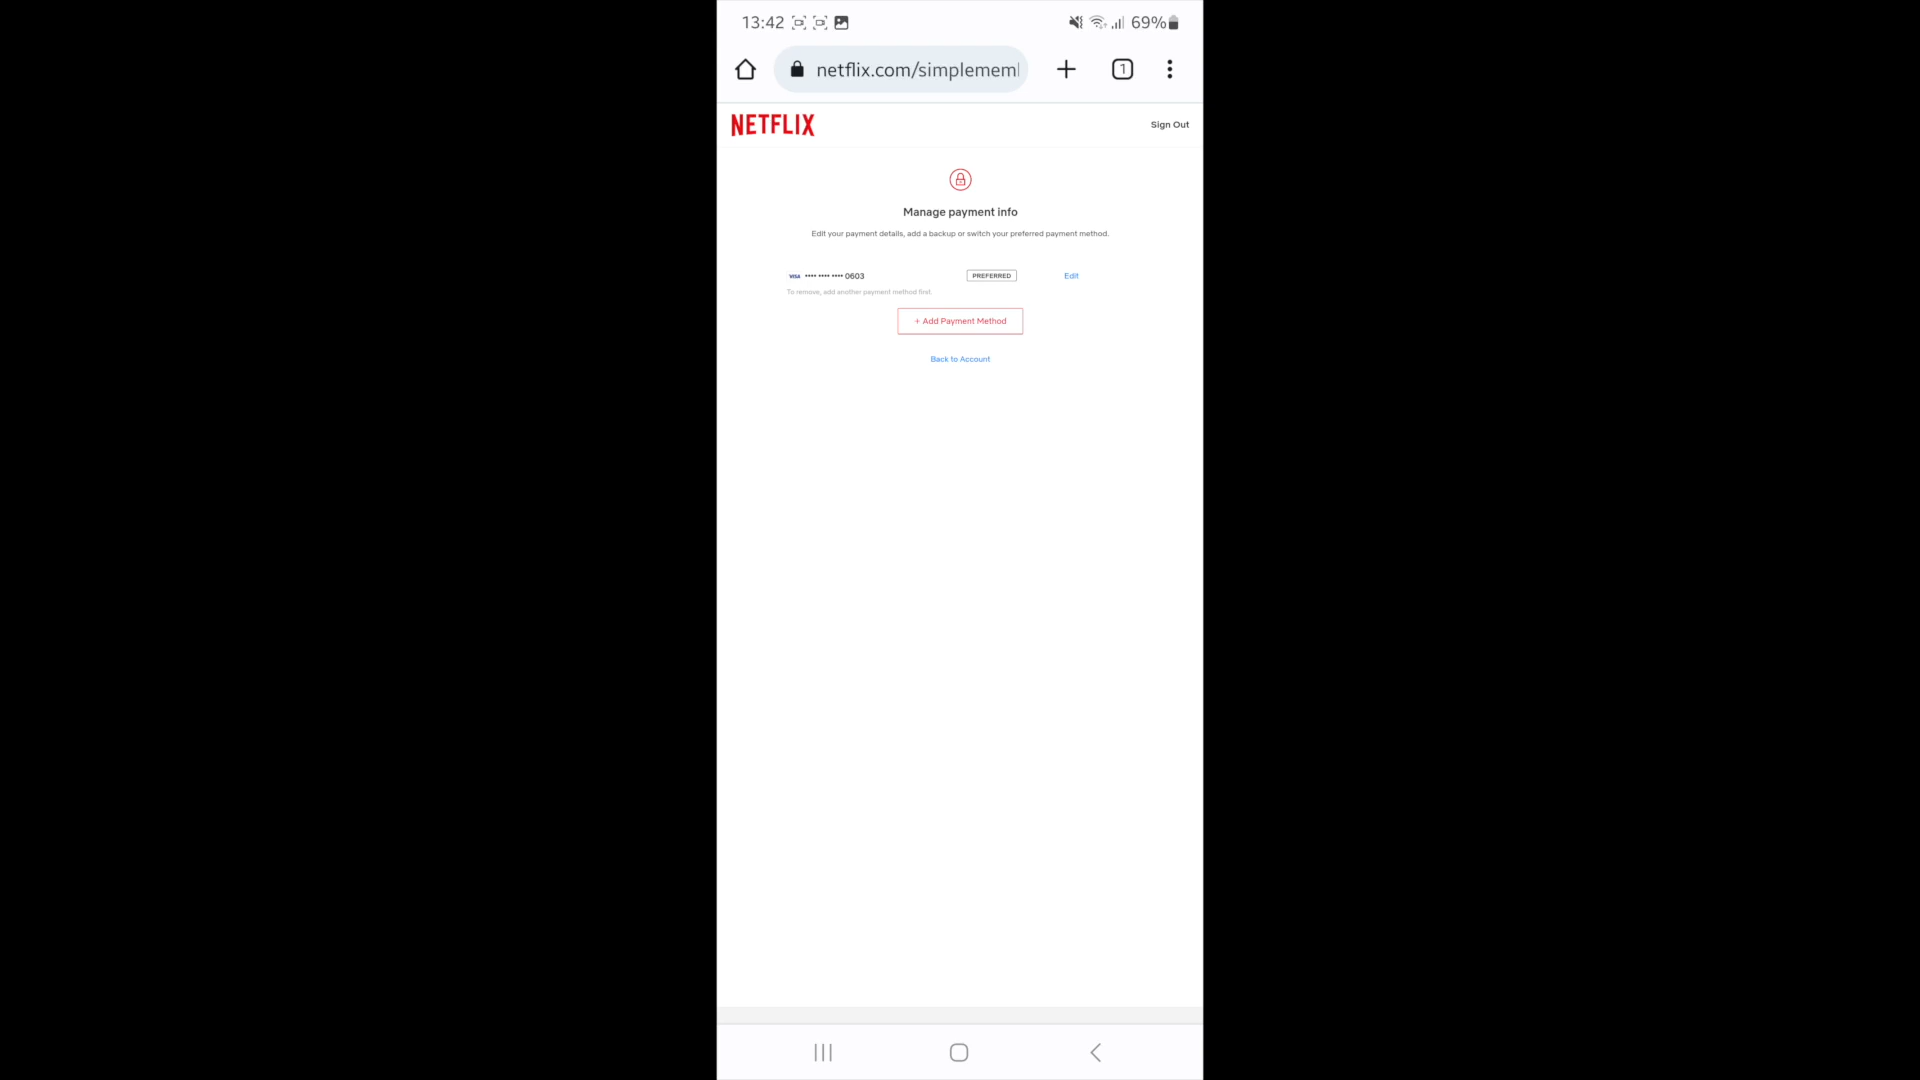 13:42
69%
netflix.com/simplemem
1
NETFLIX
Sign Out
Manage payment info
Edit your payment details, add a backup or switch your preferred payment method.
VISA •••• •••• •••• 0603
PREFERRED
Edit
To remove, add another payment method first.
+ Add Payment Method
Back to Account